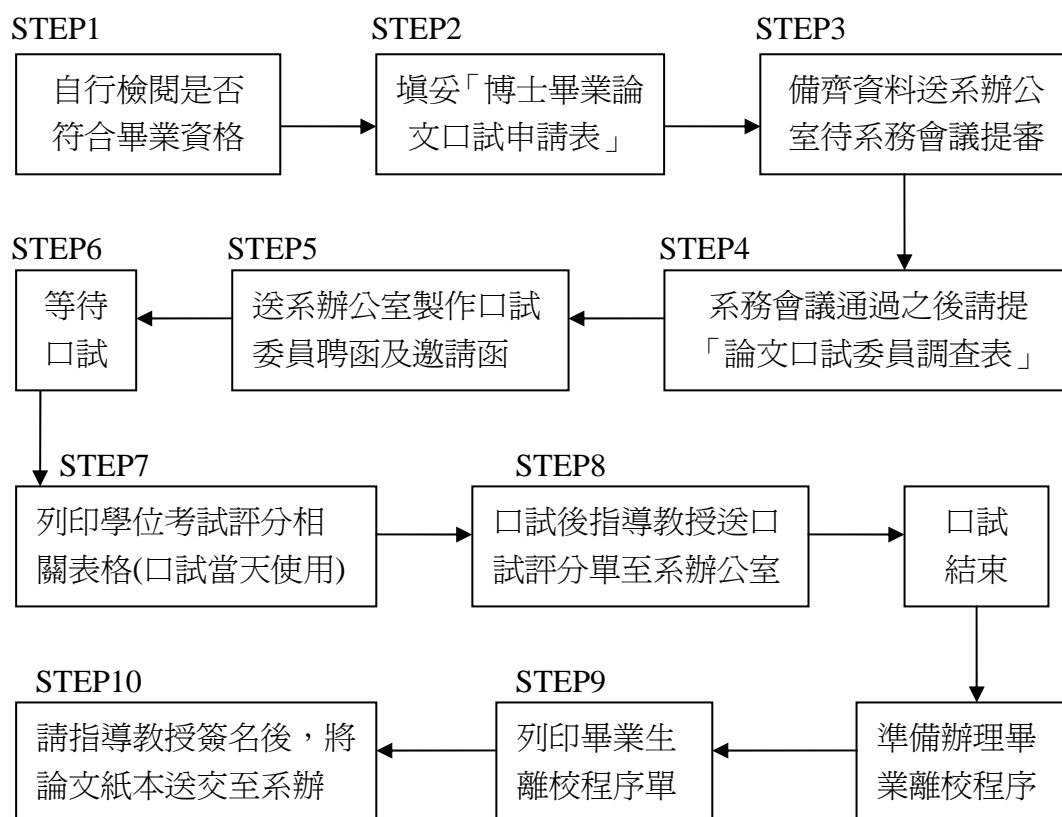 STEP1
自行檢閱是否
符合畢業資格
STEP2
填妥「博士畢業論
文口試申請表」
STEP3
備齊資料送系辦公
室待系務會議提審
STEP4
系務會議通過之後請提
「論文口試委員調查表」
STEP5
送系辦公室製作口試
委員聘函及邀請函
STEP6
等待
口試
STEP7
列印學位考試評分相
關表格(口試當天使用)
STEP8
口試後指導教授送口
試評分單至系辦公室
口試
結束
準備辦理畢
業離校程序
STEP9
列印畢業生
離校程序單
STEP10
請指導教授簽名後，將
論文紙本送交至系辦